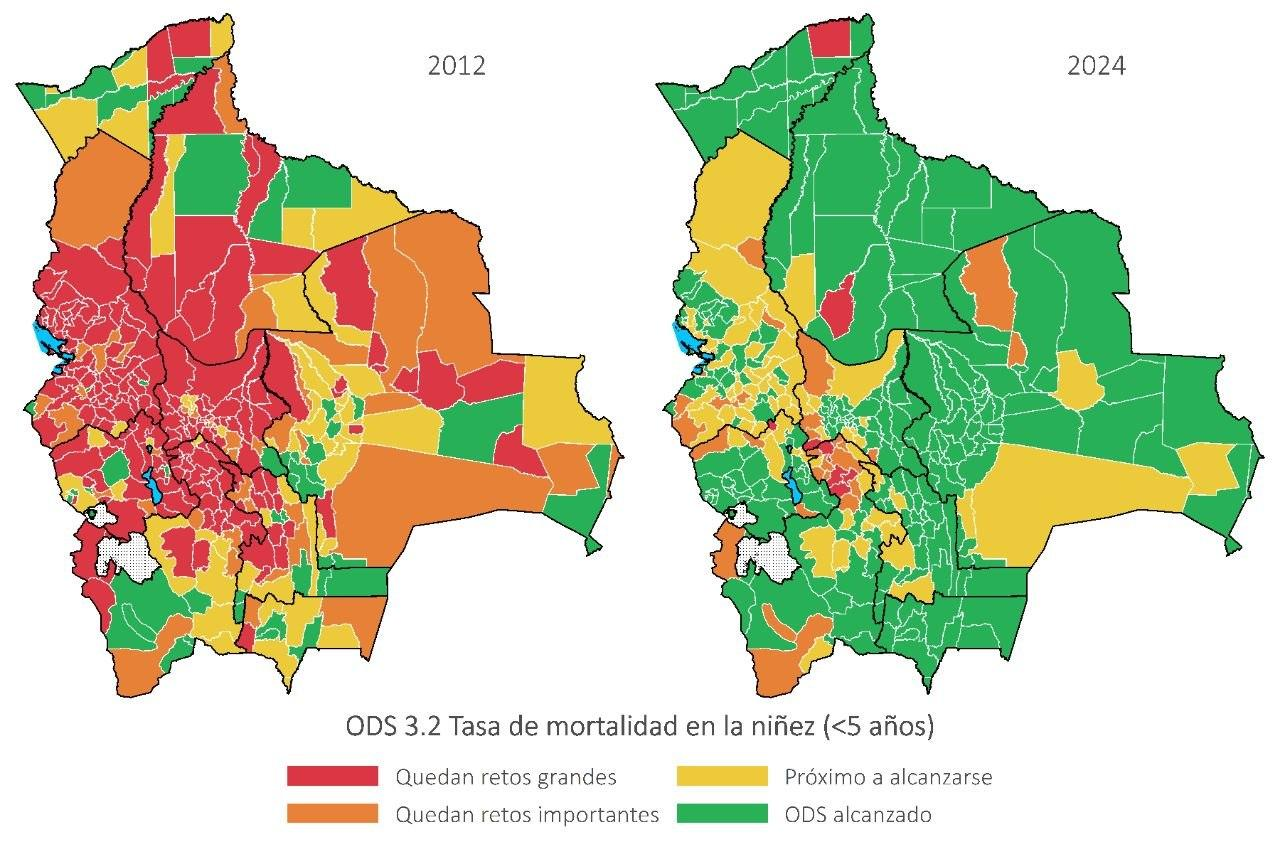 2012
2024
ODS 3.2 Tasa de mortalidad en la niñez (<5 años)
Quedan retos grandes
Próximo a alcanzarse
Quedan retos importantes
ODS alcanzado